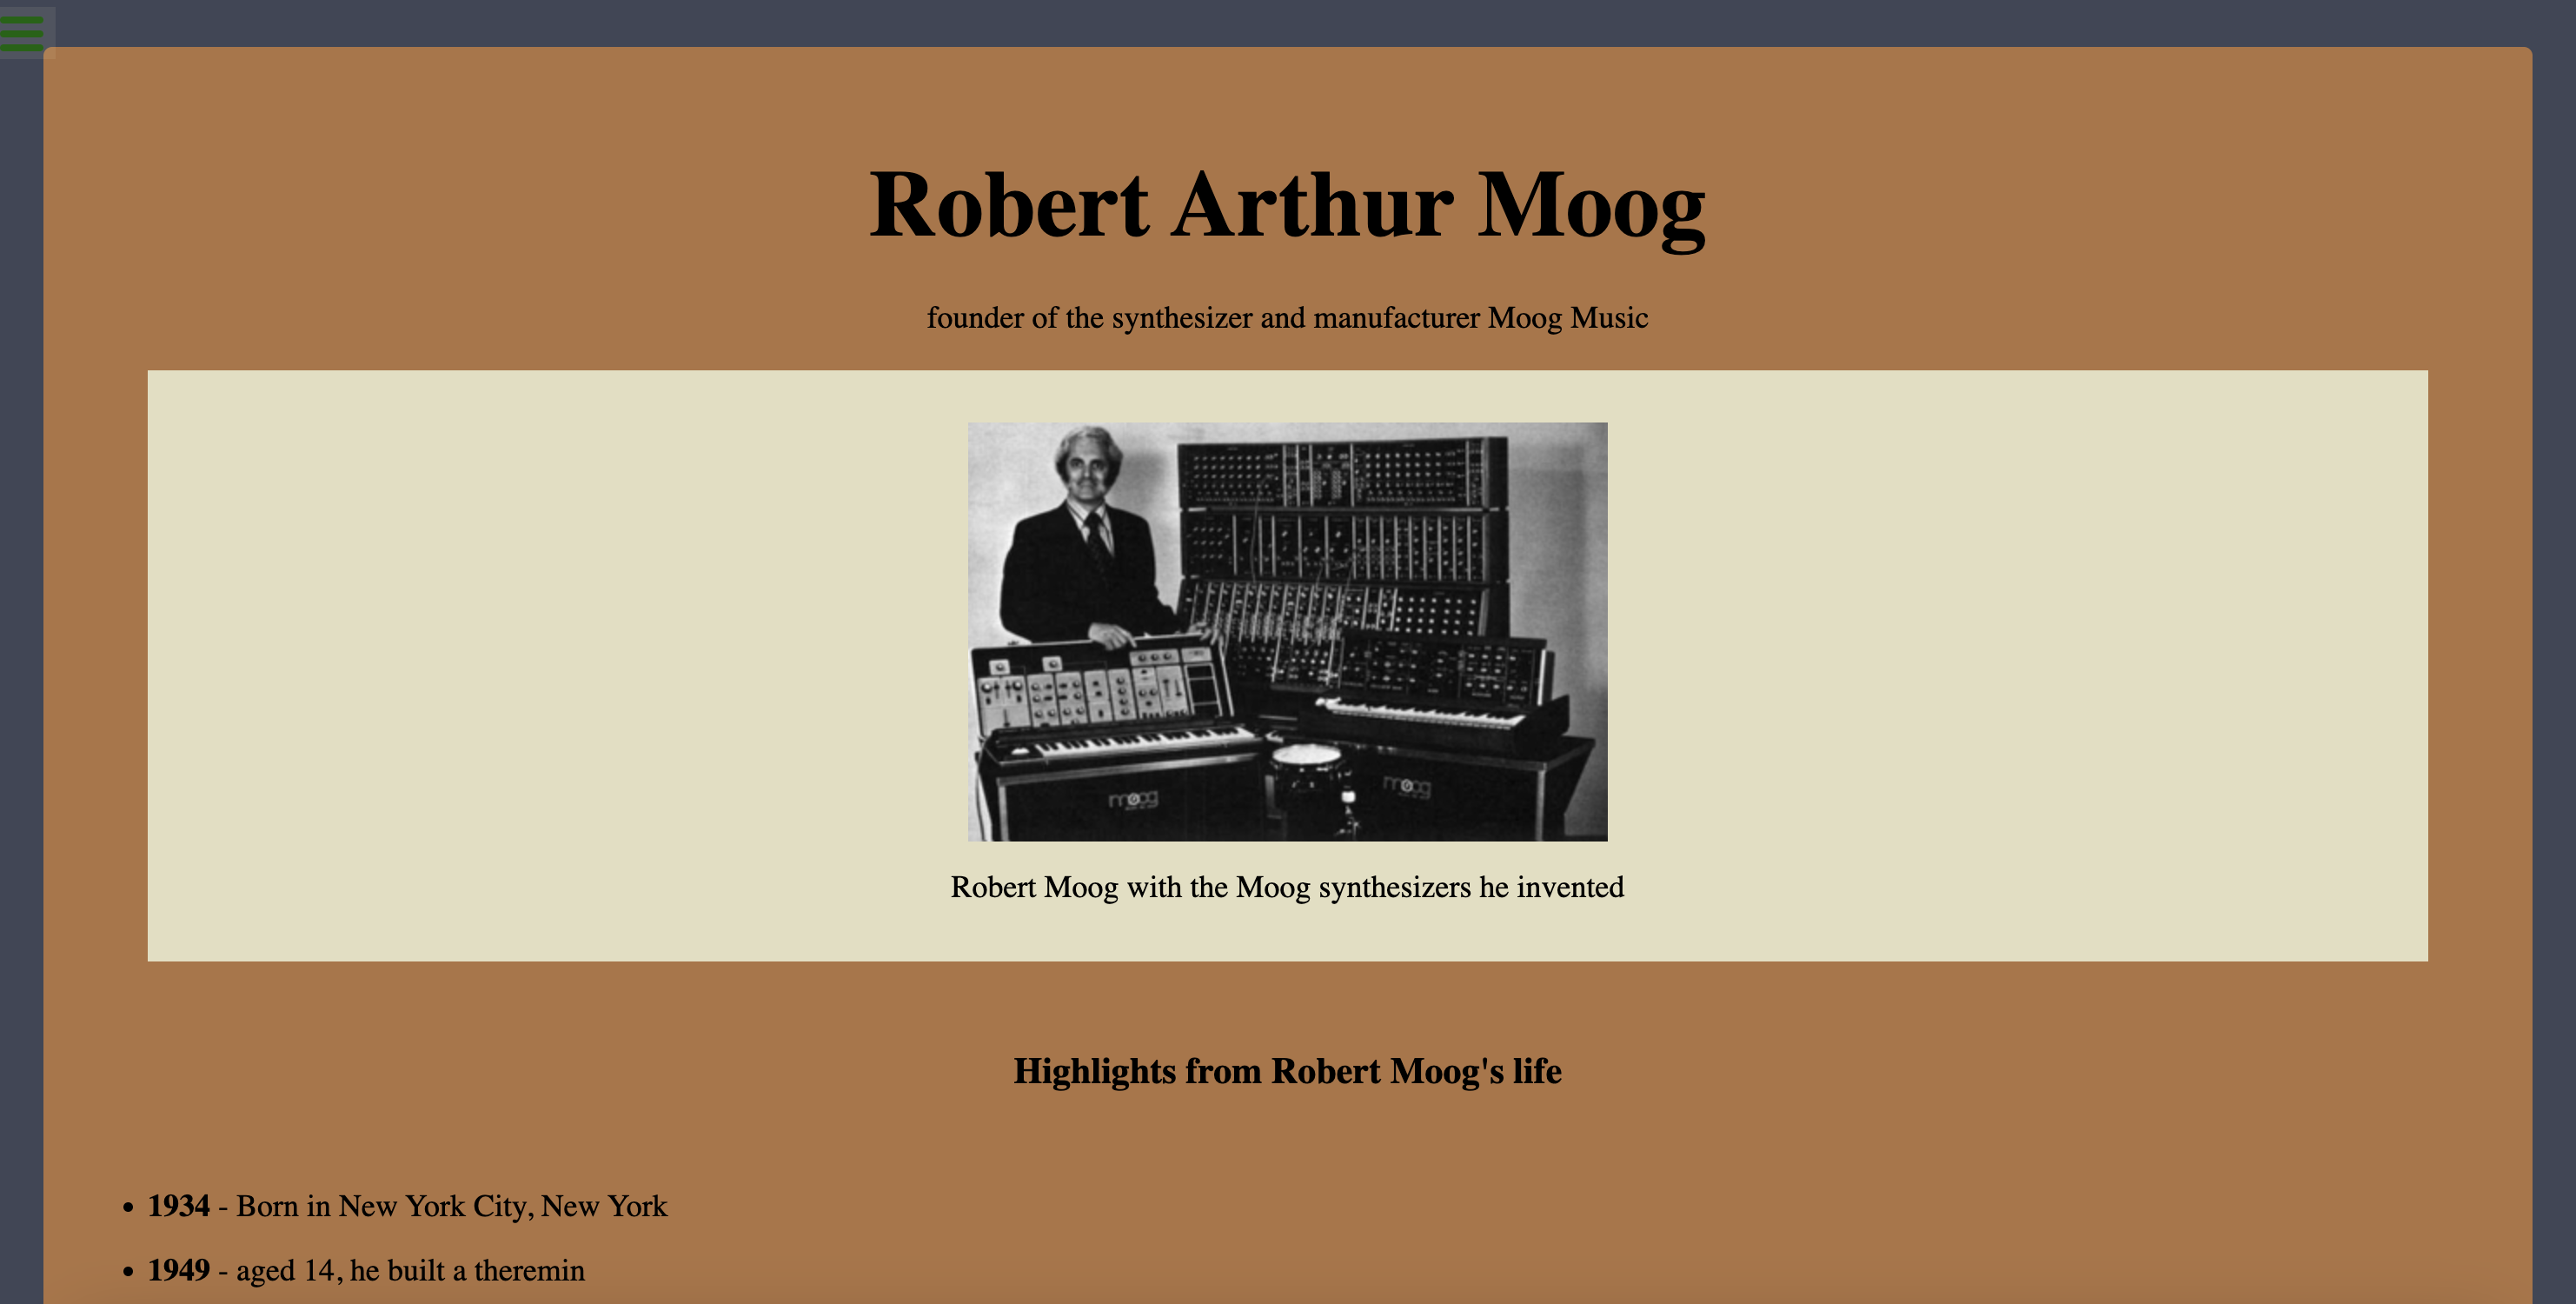 Robert Arthur Moog
founder of the synthesizer and manufacturer Moog Music
moog
moog
Robert Moog with the Moog synthesizers he invented
Highlights from Robert Moog's life
• 1934 - Born in New York City, New York
• 1949 - aged 14, he built a theremin